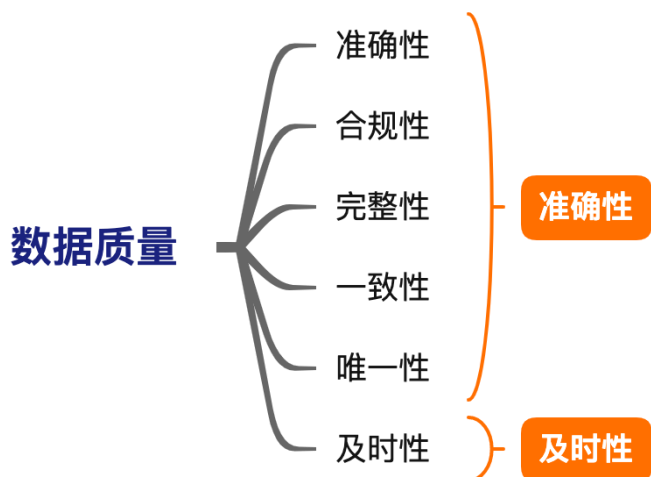 数据质量
准确性
合规性
完整性
一致性
唯一性
及时性
准确性
及时性